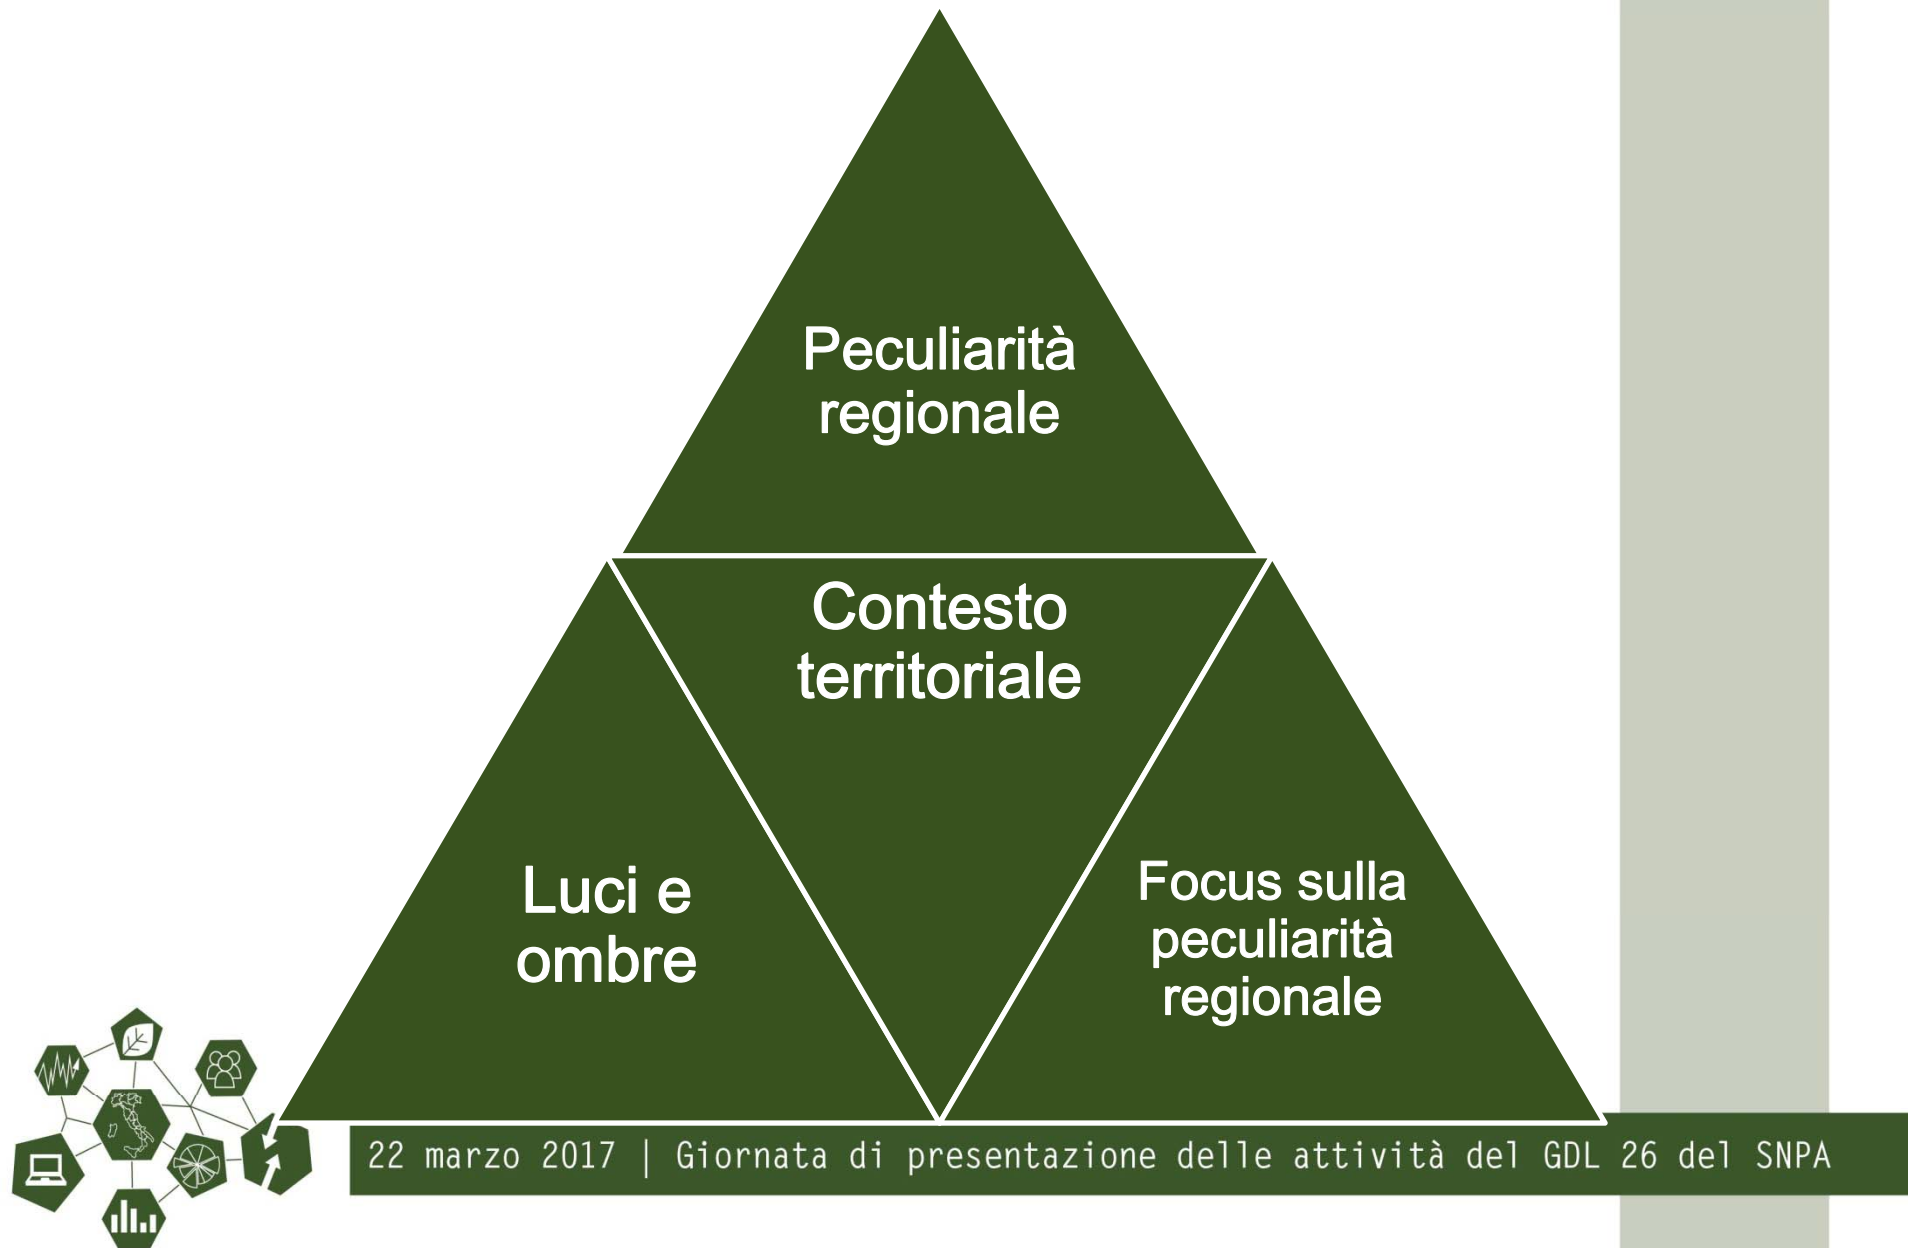 Peculiarità
regionale
Contesto
territoriale
Luci e
ombre
Focus sulla
peculiarità
regionale
22 marzo 2017 | Giornata di presentazione delle attività del GDL 26 del SNPA